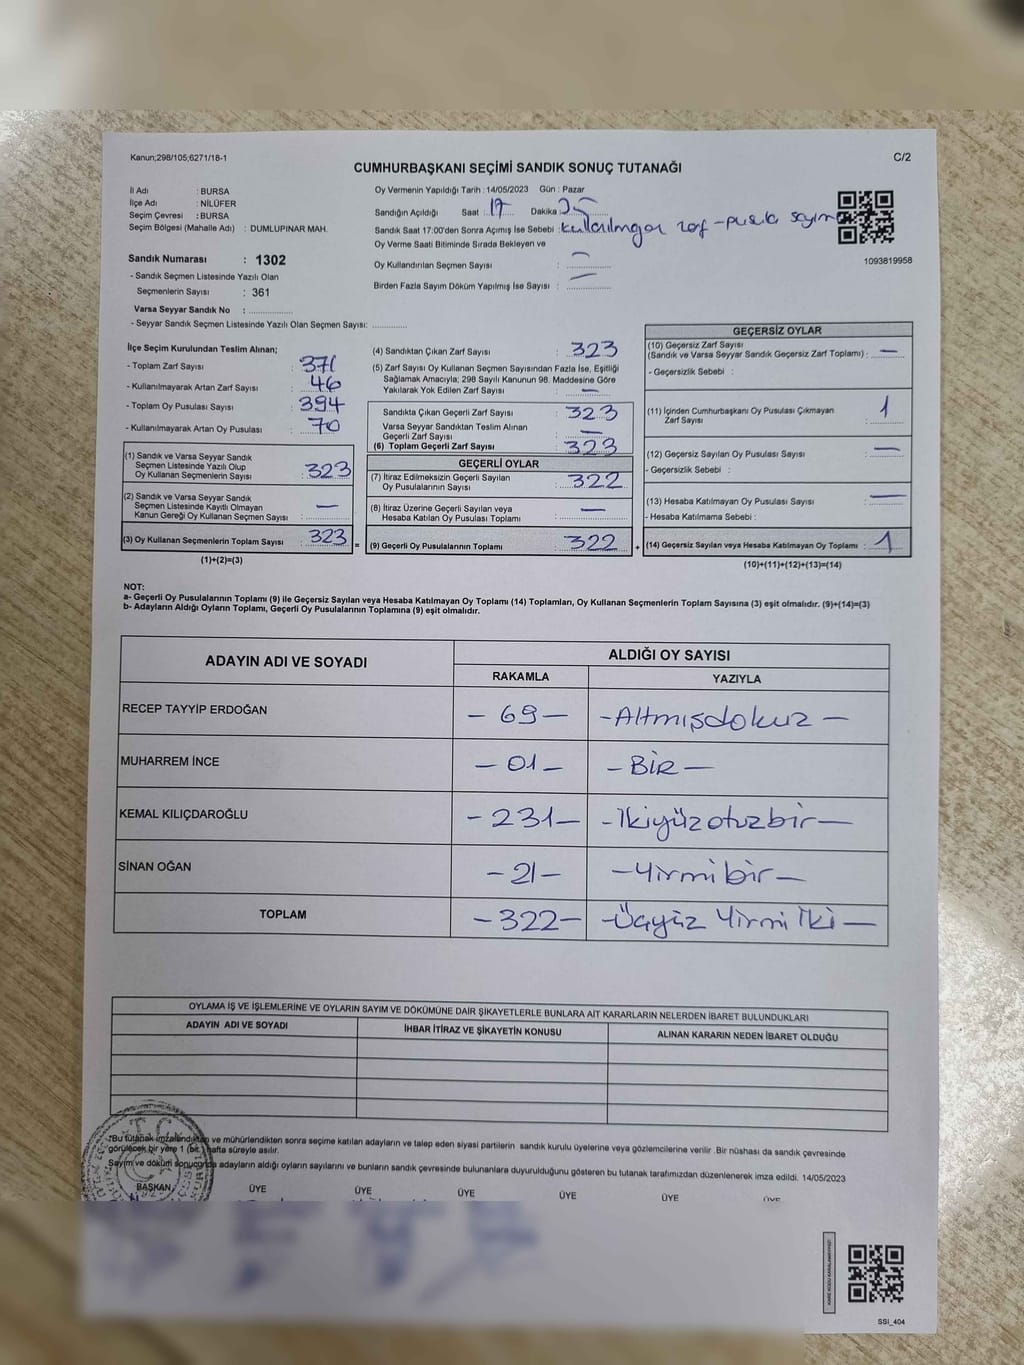 Kanun;298/105;6271/18-1
C/2
CUMHURBAŞKANI SEÇİMİ SANDIK SONUÇ TUTANAĞI
İl Adı : BURSA
İlçe Adı : NİLÜFER
Seçim Çevresi : BURSA
Seçim Bölgesi (Mahalle Adı) : DUMLUPINAR MAH.
Sandık Numarası : 1302
- Sandık Seçmen Listesinde Yazılı Olan
Seçmenlerin Sayısı : 361
Varsa Seyyar Sandık No :
- Seyyar Sandık Seçmen Listesinde Yazılı Olan Seçmen Sayısı:
Oy Vermenin Yapıldığı Tarih : 14/05/2023 Gün : Pazar
Sandığın Açıldığı Saat : 17 Dakika : 25
Sandık Saat 17:00'den Sonra Açımış İse Sebebi : kullanılmayan zarf - pusula sayımı
Oy Verme Saati Bitiminde Sırada Bekleyen ve
Oy Kullandırılan Seçmen Sayısı : —
Birden Fazla Sayım Döküm Yapılmış İse Sayısı : —
1093819958
İlçe Seçim Kurulundan Teslim Alınan;
- Toplam Zarf Sayısı : 371
- Kullanılmayarak Artan Zarf Sayısı : 46
- Toplam Oy Pusulası Sayısı : 394
- Kullanılmayarak Artan Oy Pusulası : 70
(1) Sandık ve Varsa Seyyar Sandık
Seçmen Listesinde Yazılı Olup
Oy Kullanan Seçmenlerin Sayısı : 323
(2) Sandık ve Varsa Seyyar Sandık
Seçmen Listesinde Kayıtlı Olmayan
Kanun Gereği Oy Kullanan Seçmen Sayısı : —
(3) Oy Kullanan Seçmenlerin Toplam Sayısı : 323
(1)+(2)=(3)
(4) Sandıktan Çıkan Zarf Sayısı : 323
(5) Zarf Sayısı Oy Kullanan Seçmen Sayısından Fazla İse, Eşitliği
Sağlamak Amacıyla; 298 Sayılı Kanunun 98. Maddesine Göre
Yakılarak Yok Edilen Zarf Sayısı : —
Sandıkta Çıkan Geçerli Zarf Sayısı : 323
Varsa Seyyar Sandıktan Teslim Alınan
Geçerli Zarf Sayısı : —
(6) Toplam Geçerli Zarf Sayısı : 323
GEÇERLİ OYLAR
(7) İtiraz Edilmeksizin Geçerli Sayılan
Oy Pusulalarının Sayısı : 322
(8) İtiraz Üzerine Geçerli Sayılan veya
Hesaba Katılan Oy Pusulası Toplamı : —
= (9) Geçerli Oy Pusulalarının Toplamı : 322
GEÇERSİZ OYLAR
(10) Geçersiz Zarf Sayısı
(Sandık ve Varsa Seyyar Sandık Geçersiz Zarf Toplamı) : —
- Geçersizlik Sebebi :
(11) İçinden Cumhurbaşkanı Oy Pusulası Çıkmayan
Zarf Sayısı : 1
(12) Geçersiz Sayılan Oy Pusulası Sayısı : —
- Geçersizlik Sebebi :
(13) Hesaba Katılmayan Oy Pusulası Sayısı : —
- Hesaba Katılmama Sebebi :
+ (14) Geçersiz Sayılan veya Hesaba Katılmayan Oy Toplamı : 1
(10)+(11)+(12)+(13)=(14)
NOT:
a- Geçerli Oy Pusulalarının Toplamı (9) ile Geçersiz Sayılan veya Hesaba Katılmayan Oy Toplamı (14) Toplamları, Oy Kullanan Seçmenlerin Toplam Sayısına (3) eşit olmalıdır. (9)+(14)=(3)
b- Adayların Aldığı Oyların Toplamı, Geçerli Oy Pusulalarının Toplamına (9) eşit olmalıdır.
ADAYIN ADI VE SOYADI
ALDIĞI OY SAYISI
RAKAMLA YAZIYLA
RECEP TAYYİP ERDOĞAN - 69 - - Altmışdokuz -
MUHARREM İNCE - 01 - - BİR -
KEMAL KILIÇDAROĞLU - 231 - - İkiyüzotuzbir -
SİNAN OĞAN - 21 - - Yirmibir -
TOPLAM - 322 - - Üçyüz Yirmi İki -
OYLAMA İŞ VE İŞLEMLERİNE VE OYLARIN SAYIM VE DÖKÜMÜNE DAİR ŞİKAYETLERLE BUNLARA AİT KARARLARIN NELERDEN İBARET BULUNDUKLARI
ADAYIN ADI VE SOYADI İHBAR İTİRAZ VE ŞİKAYETİN KONUSU ALINAN KARARIN NEDEN İBARET OLDUĞU
*Bu tutanak imzalandıktan ve mühürlendikten sonra seçime katılan adayların ve talep eden siyasi partilerin sandık kurulu üyelerine veya gözlemcilerine verilir. Bir nüshası da sandık çevresinde
görülecek bir yere 1 (bir) hafta süreyle asılır.
Sayım ve döküm sonucunda adayların aldığı oyların sayılarını ve bunların sandık çevresinde bulunanlara duyurulduğunu gösteren bu tutanak tarafımızdan düzenlenerek imza edildi. 14/05/2023
BAŞKAN ÜYE ÜYE ÜYE ÜYE ÜYE ÜYE
SSI_404